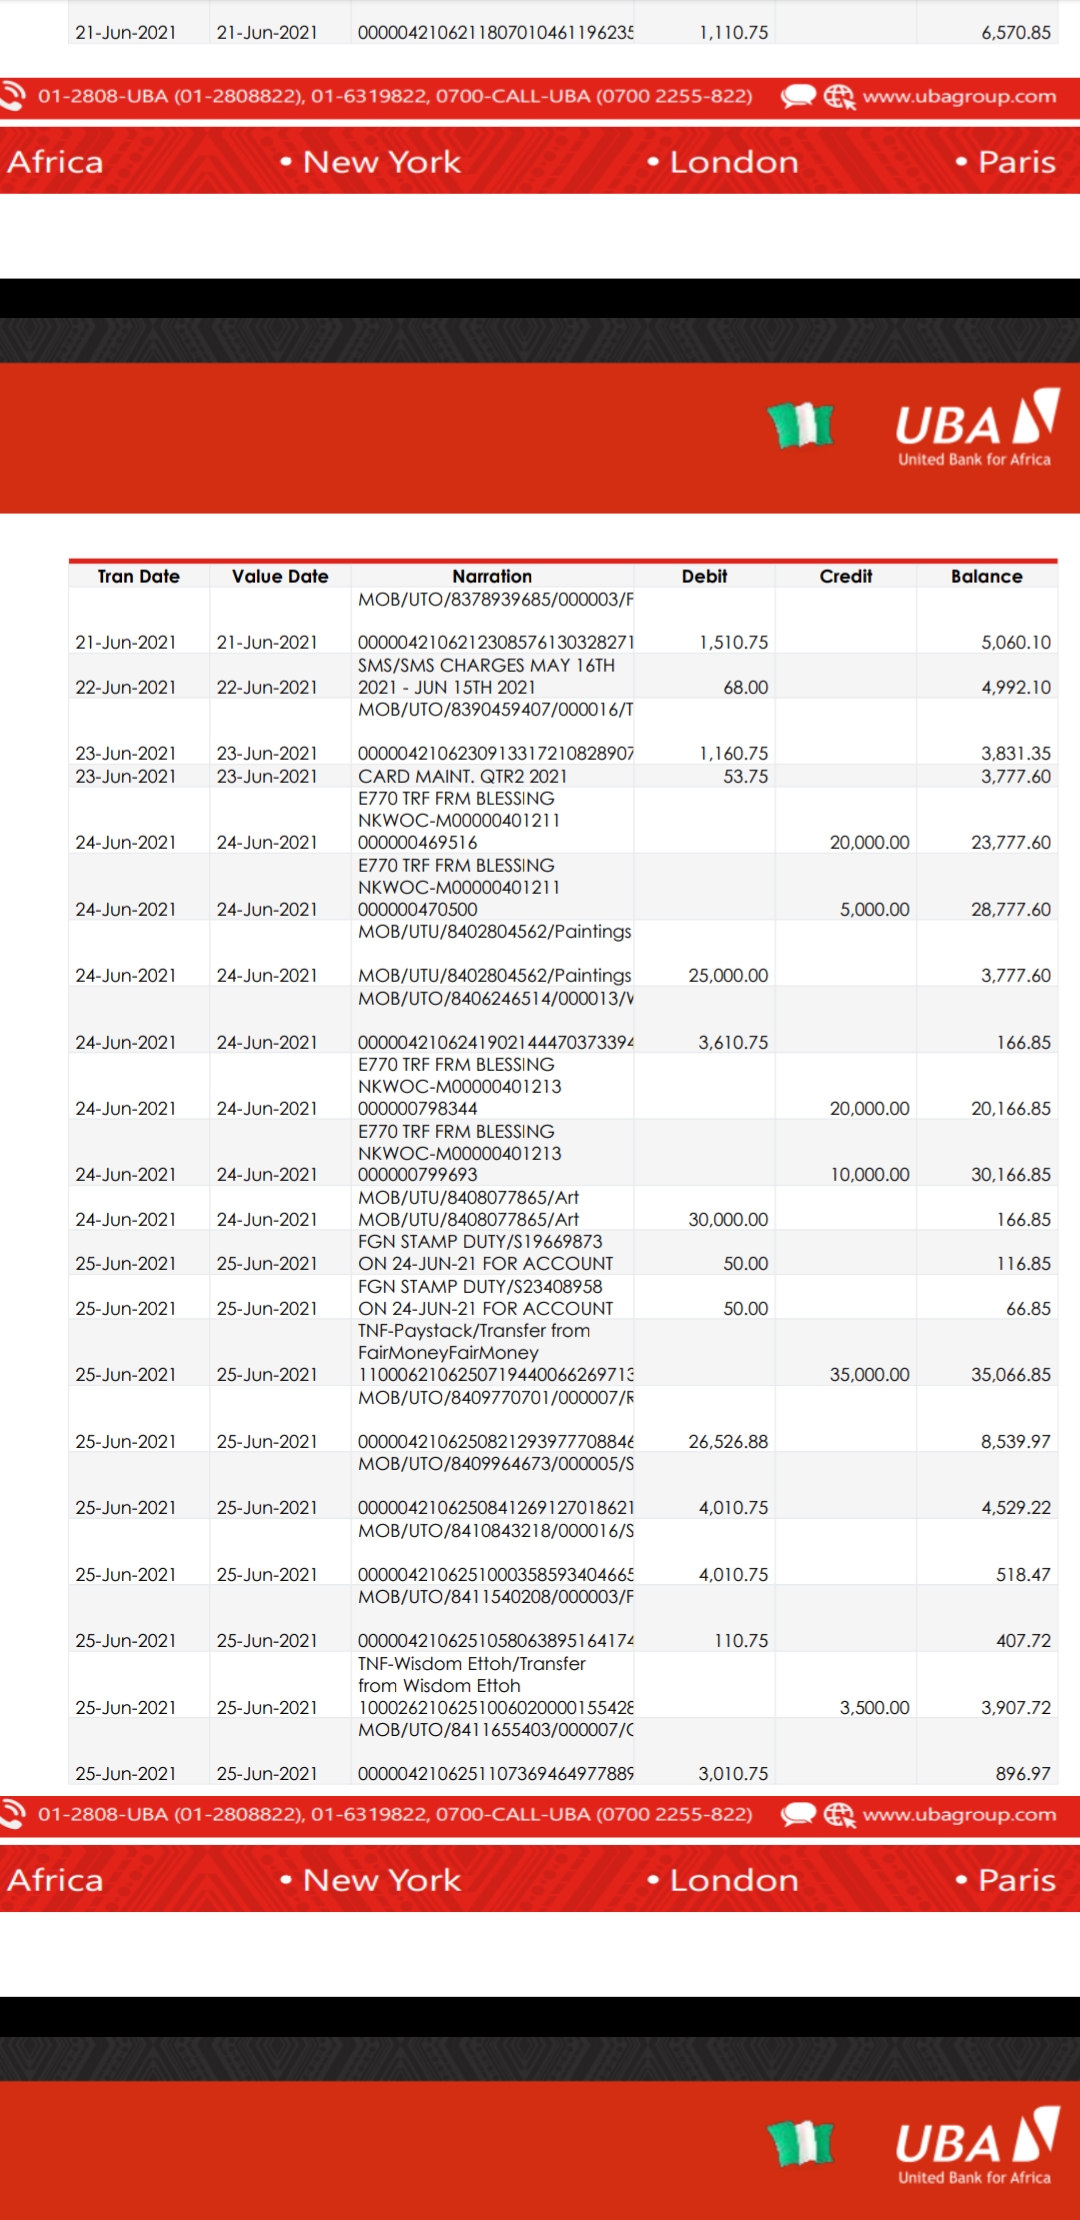 21-Jun-2021 21-Jun-2021 0000042106211807010461196235 1,110.75 6,570.85
01-2808-UBA (01-2808822), 01-6319822, 0700-CALL-UBA (0700 2255-822) www.ubagroup.com
Africa • New York • London • Paris
UBA
United Bank for Africa
Tran Date Value Date Narration Debit Credit Balance
MOB/UTO/8378939685/000003/F
21-Jun-2021 21-Jun-2021 0000042106212308576130328271 1,510.75 5,060.10
SMS/SMS CHARGES MAY 16TH
22-Jun-2021 22-Jun-2021 2021 - JUN 15TH 2021 68.00 4,992.10
MOB/UTO/8390459407/000016/T
23-Jun-2021 23-Jun-2021 0000042106230913317210828907 1,160.75 3,831.35
23-Jun-2021 23-Jun-2021 CARD MAINT. QTR2 2021 53.75 3,777.60
E770 TRF FRM BLESSING
NKWOC-M00000401211
24-Jun-2021 24-Jun-2021 000000469516 20,000.00 23,777.60
E770 TRF FRM BLESSING
NKWOC-M00000401211
24-Jun-2021 24-Jun-2021 000000470500 5,000.00 28,777.60
MOB/UTU/8402804562/Paintings
24-Jun-2021 24-Jun-2021 MOB/UTU/8402804562/Paintings 25,000.00 3,777.60
MOB/UTO/8406246514/000013/V
24-Jun-2021 24-Jun-2021 0000042106241902144470373394 3,610.75 166.85
E770 TRF FRM BLESSING
NKWOC-M00000401213
24-Jun-2021 24-Jun-2021 000000798344 20,000.00 20,166.85
E770 TRF FRM BLESSING
NKWOC-M00000401213
24-Jun-2021 24-Jun-2021 000000799693 10,000.00 30,166.85
MOB/UTU/8408077865/Art
24-Jun-2021 24-Jun-2021 MOB/UTU/8408077865/Art 30,000.00 166.85
FGN STAMP DUTY/S19669873
25-Jun-2021 25-Jun-2021 ON 24-JUN-21 FOR ACCOUNT 50.00 116.85
FGN STAMP DUTY/S23408958
25-Jun-2021 25-Jun-2021 ON 24-JUN-21 FOR ACCOUNT 50.00 66.85
TNF-Paystack/Transfer from
FairMoneyFairMoney
25-Jun-2021 25-Jun-2021 1100062106250719440066269713 35,000.00 35,066.85
MOB/UTO/8409770701/000007/R
25-Jun-2021 25-Jun-2021 0000042106250821293977708846 26,526.88 8,539.97
MOB/UTO/8409964673/000005/S
25-Jun-2021 25-Jun-2021 0000042106250841269127018621 4,010.75 4,529.22
MOB/UTO/8410843218/000016/S
25-Jun-2021 25-Jun-2021 0000042106251000358593404665 4,010.75 518.47
MOB/UTO/8411540208/000003/F
25-Jun-2021 25-Jun-2021 0000042106251058063895164174 110.75 407.72
TNF-Wisdom Ettoh/Transfer
from Wisdom Ettoh
25-Jun-2021 25-Jun-2021 1000262106251006020000155428 3,500.00 3,907.72
MOB/UTO/8411655403/000007/C
25-Jun-2021 25-Jun-2021 0000042106251107369464977889 3,010.75 896.97
01-2808-UBA (01-2808822), 01-6319822, 0700-CALL-UBA (0700 2255-822) www.ubagroup.com
Africa • New York • London • Paris
UBA
United Bank for Africa